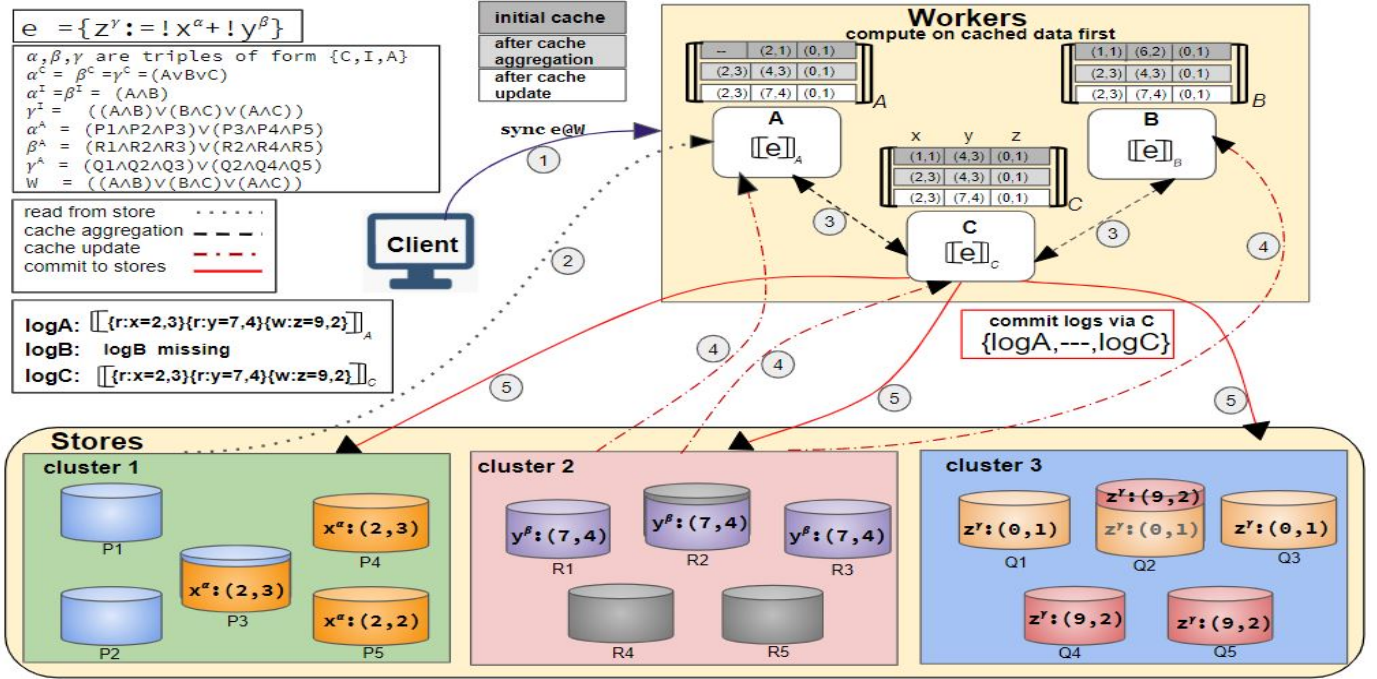 e ={z^γ:=!x^α+!y^β}
α,β,γ are triples of form {C,I,A}
α^C = β^C =γ^C =(A∨B∨C)
α^I =β^I = (A∧B)
γ^I = ((A∧B)∨(B∧C)∨(A∧C))
α^A = (P1∧P2∧P3)∨(P3∧P4∧P5)
β^A = (R1∧R2∧R3)∨(R2∧R4∧R5)
γ^A = (Q1∧Q2∧Q3)∨(Q2∧Q4∧Q5)
W = ((A∧B)∨(B∧C)∨(A∧C))
read from store
cache aggregation
cache update
commit to stores
logA: ⟦{r:x=2,3}{r:y=7,4}{w:z=9,2}⟧_A
logB: logB missing
logC: ⟦{r:x=2,3}{r:y=7,4}{w:z=9,2}⟧_C
initial cache
after cache
aggregation
after cache
update
sync e@W
1
Client
2
Workers
compute on cached data first
-- (2,1) (0,1)
(2,3) (4,3) (0,1)
(2,3) (7,4) (0,1)
A
A
⟦e⟧_A
(1,1) (6,2) (0,1)
(2,3) (4,3) (0,1)
(2,3) (7,4) (0,1)
B
B
⟦e⟧_B
x y z
(1,1) (4,3) (0,1)
(2,3) (4,3) (0,1)
(2,3) (7,4) (0,1)
C
C
⟦e⟧_C
3
3
4
commit logs via C
{logA,---,logC}
4
4
5
5
5
Stores
cluster 1
P1
x^α:(2,3)
P4
x^α:(2,3)
P3
P2
x^α:(2,2)
P5
cluster 2
y^β:(7,4)
R1
y^β:(7,4)
R2
y^β:(7,4)
R3
R4
R5
cluster 3
z^γ:(0,1)
Q1
z^γ:(9,2)
z^γ:(0,1)
Q2
z^γ:(0,1)
Q3
z^γ:(9,2)
Q4
z^γ:(9,2)
Q5